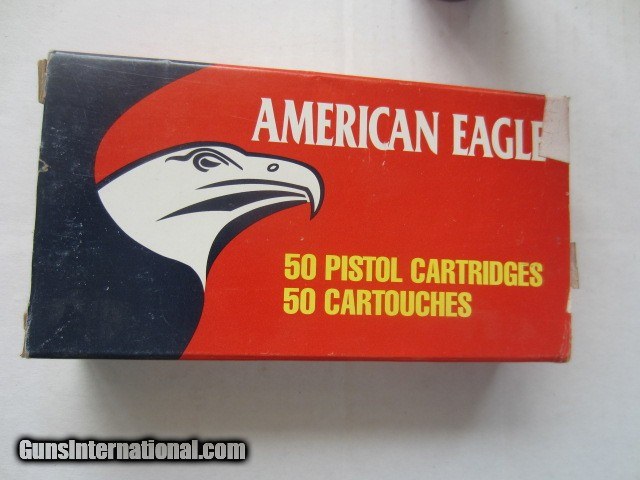 AMERICAN EAGLE
50 PISTOL CARTRIDGES
50 CARTOUCHES
GunsInternational.com